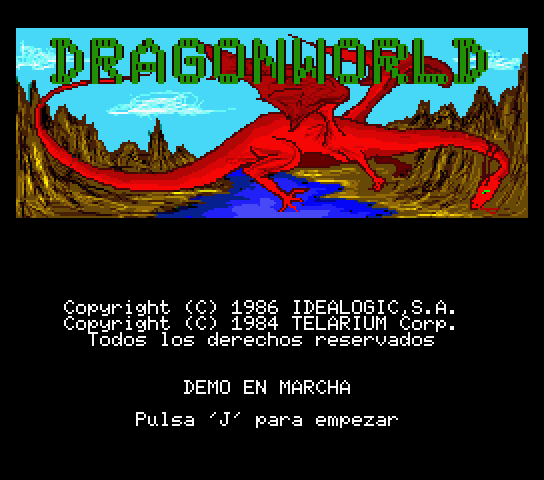 DRAGONWORLD
Copyright (C) 1986 IDEALOGIC,S.A.
Copyright (C) 1984 TELARIUM Corp.
Todos los derechos reservados
DEMO EN MARCHA
Pulsa 'J' para empezar